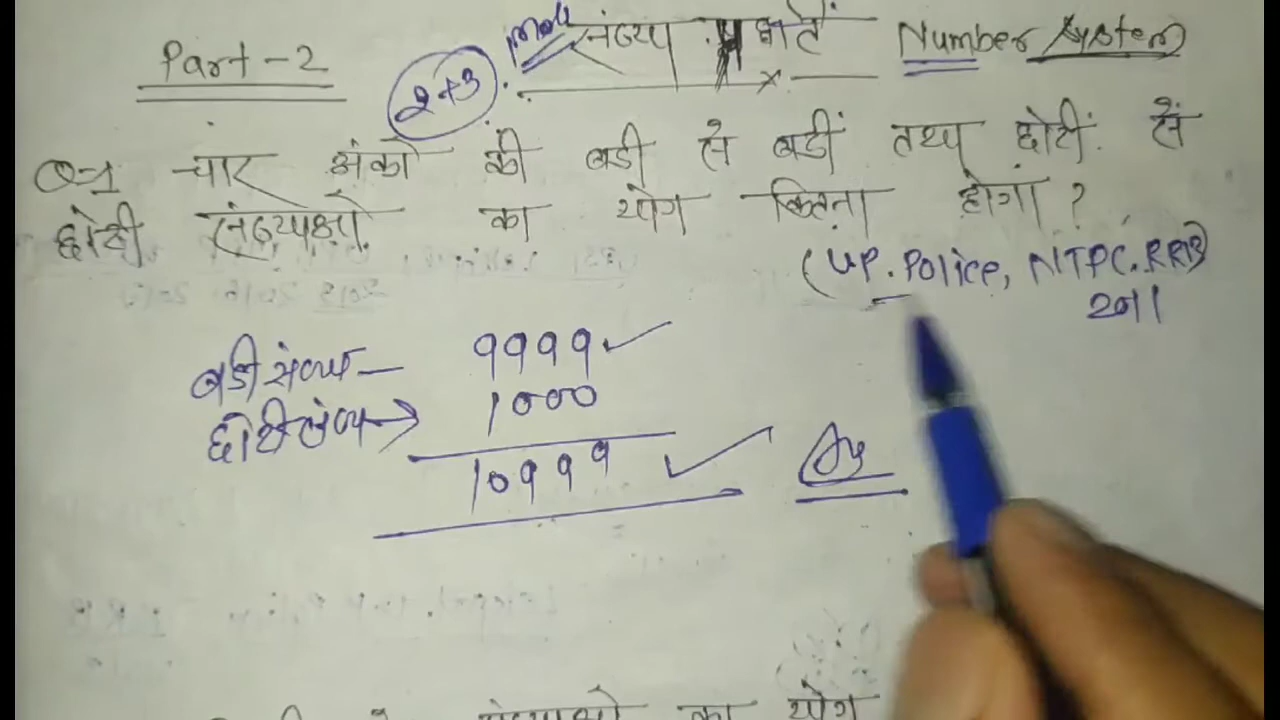 Part-2 2+3 संख्या पद्धति Number System
Q-1 चार अंको की बडी से बडीं तथा छोटीं सें
छोटी संख्याओ का योग कितना होगा ?
(UP. Police, NTPC. RRB)
2011
बडी संख्या — 9999
छोटी संख्या → 1000
10999 Ans
का योग